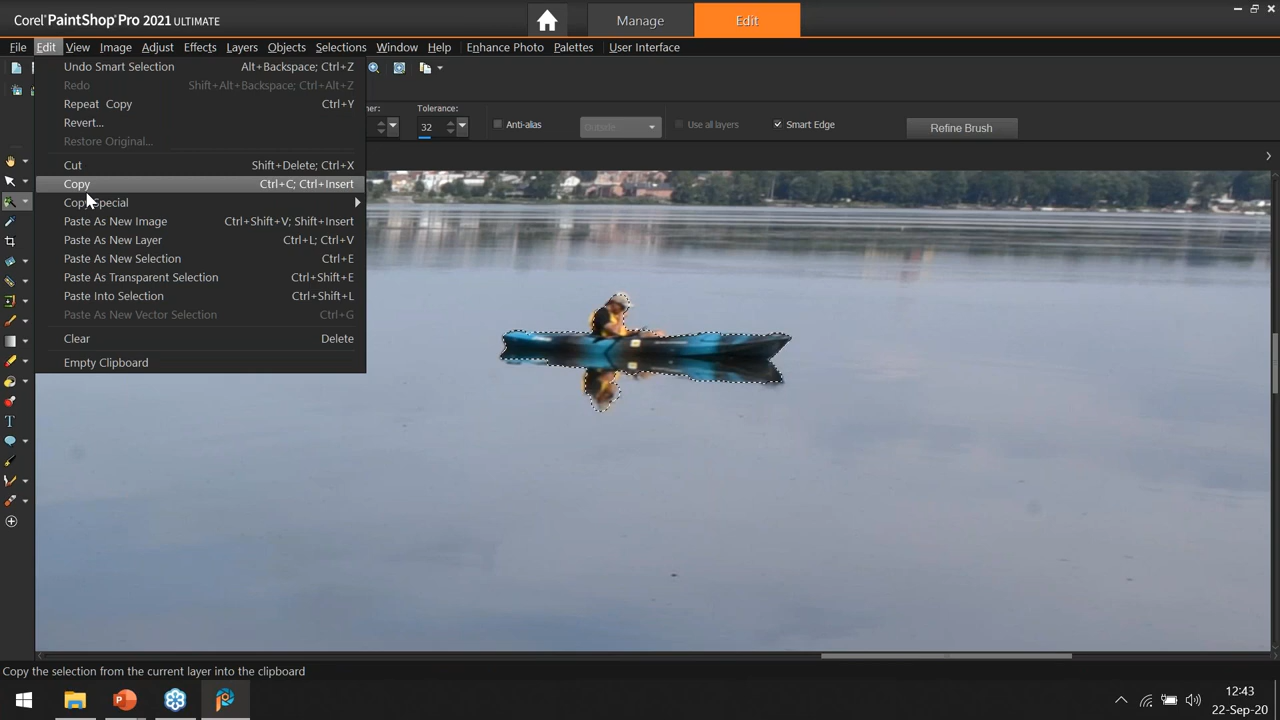 Corel® PaintShop® Pro 2021 ULTIMATE
Manage
Edit
File Edit View Image Adjust Effects Layers Objects Selections Window Help Enhance Photo Palettes User Interface
Undo Smart Selection Alt+Backspace; Ctrl+Z
Redo Shift+Alt+Backspace; Ctrl+Alt+Z
Repeat Copy Ctrl+Y
Revert...
Restore Original...
Cut Shift+Delete; Ctrl+X
Copy Ctrl+C; Ctrl+Insert
Copy Special
Paste As New Image Ctrl+Shift+V; Shift+Insert
Paste As New Layer Ctrl+L; Ctrl+V
Paste As New Selection Ctrl+E
Paste As Transparent Selection Ctrl+Shift+E
Paste Into Selection Ctrl+Shift+L
Paste As New Vector Selection Ctrl+G
Clear Delete
Empty Clipboard
Tolerance:
32
Anti-alias
Outside
Use all layers
Smart Edge
Refine Brush
Copy the selection from the current layer into the clipboard
12:43
22-Sep-20